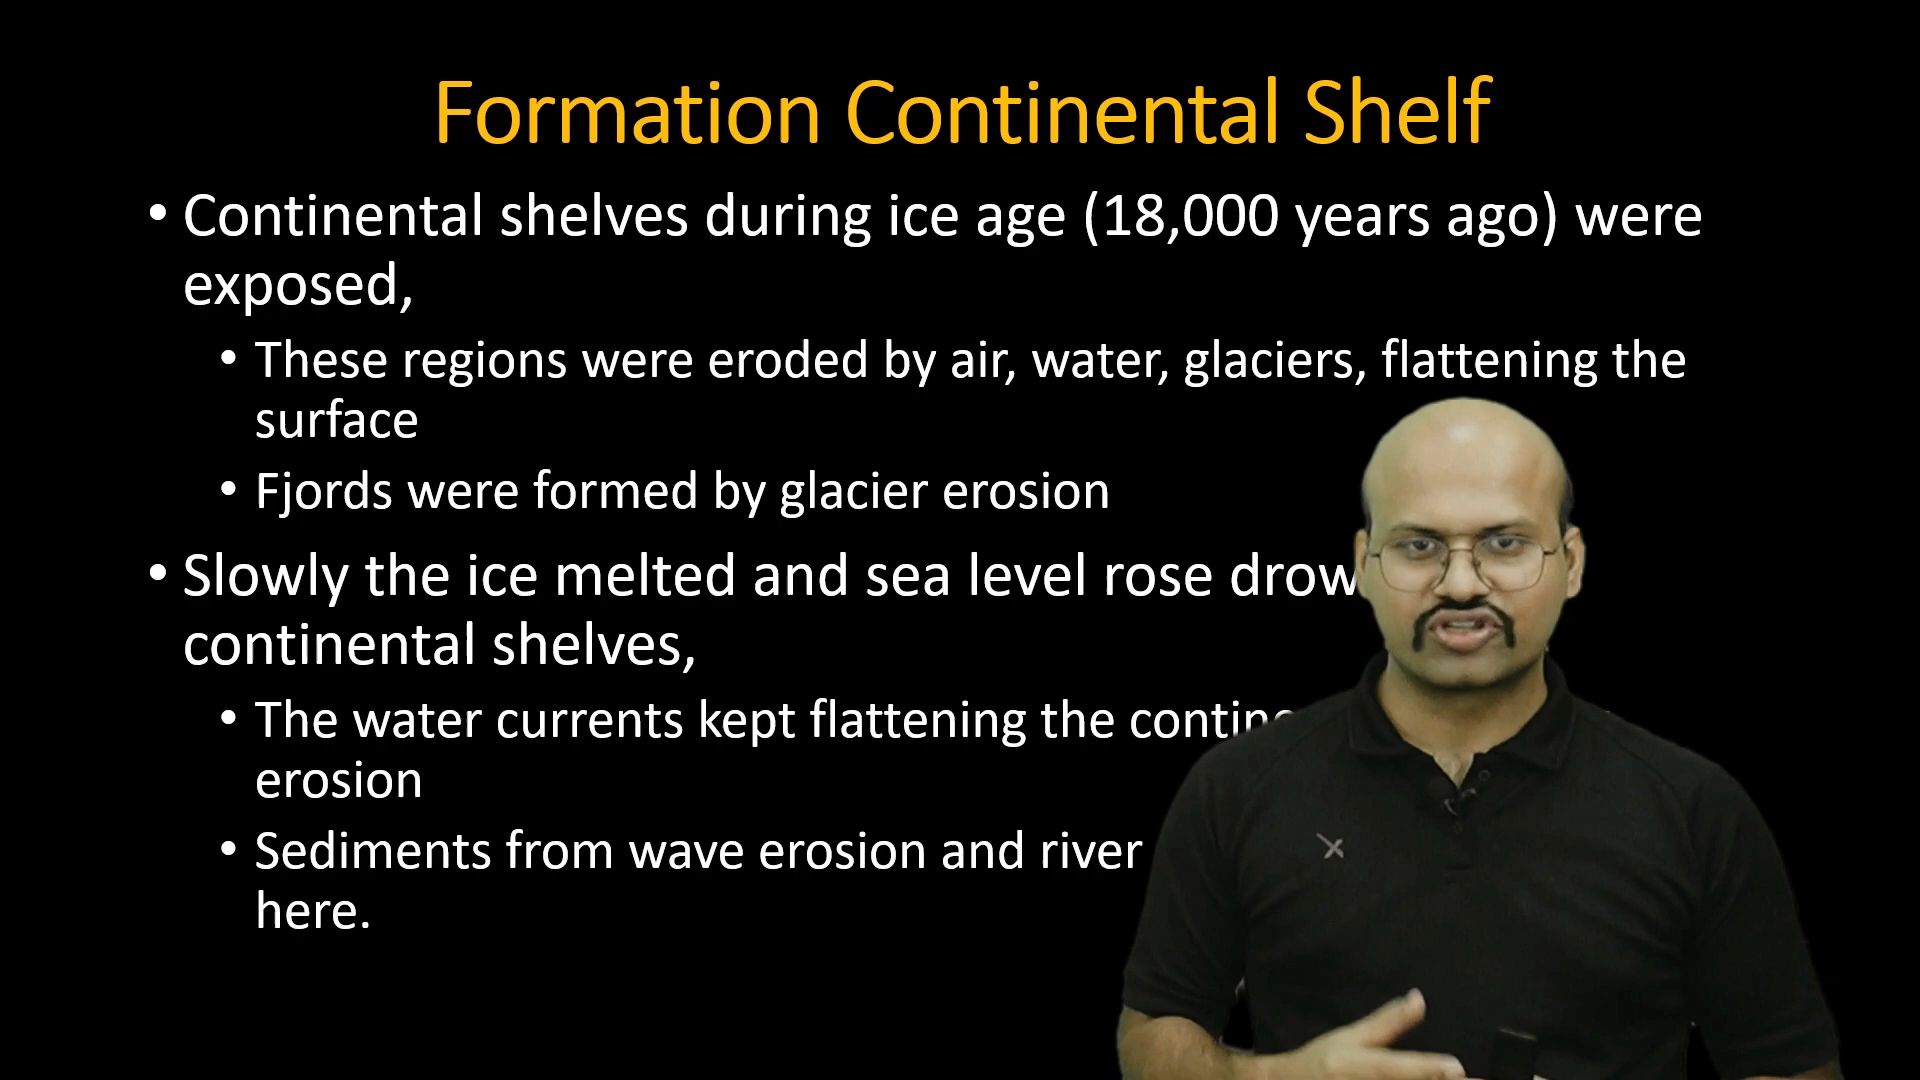 Formation Continental Shelf
• Continental shelves during ice age (18,000 years ago) were
exposed,
• These regions were eroded by air, water, glaciers, flattening the
surface
• Fjords were formed by glacier erosion
• Slowly the ice melted and sea level rose
continental shelves,
• The water currents kept flattening the
erosion
• Sediments from wave erosion and river
here.